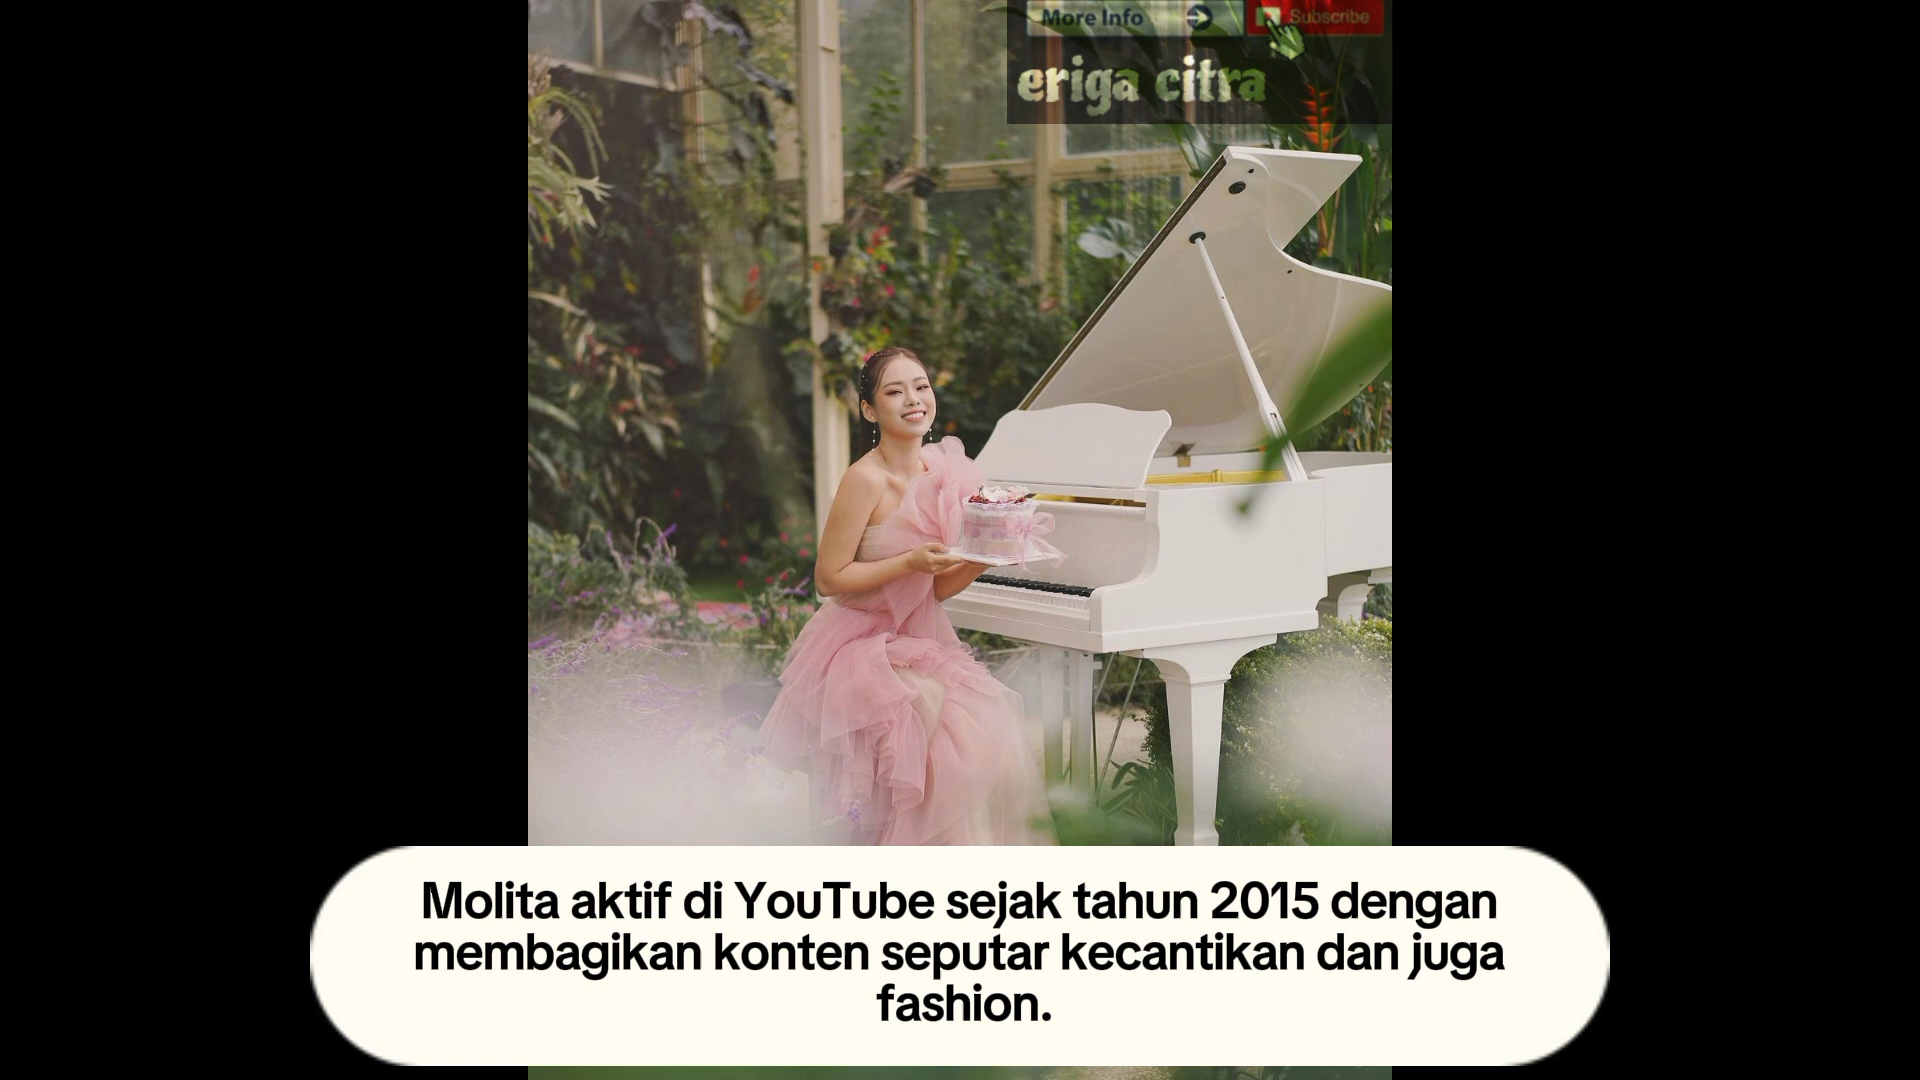 More Info
Subscribe
eriga citra
Molita aktif di YouTube sejak tahun 2015 dengan
membagikan konten seputar kecantikan dan juga
fashion.